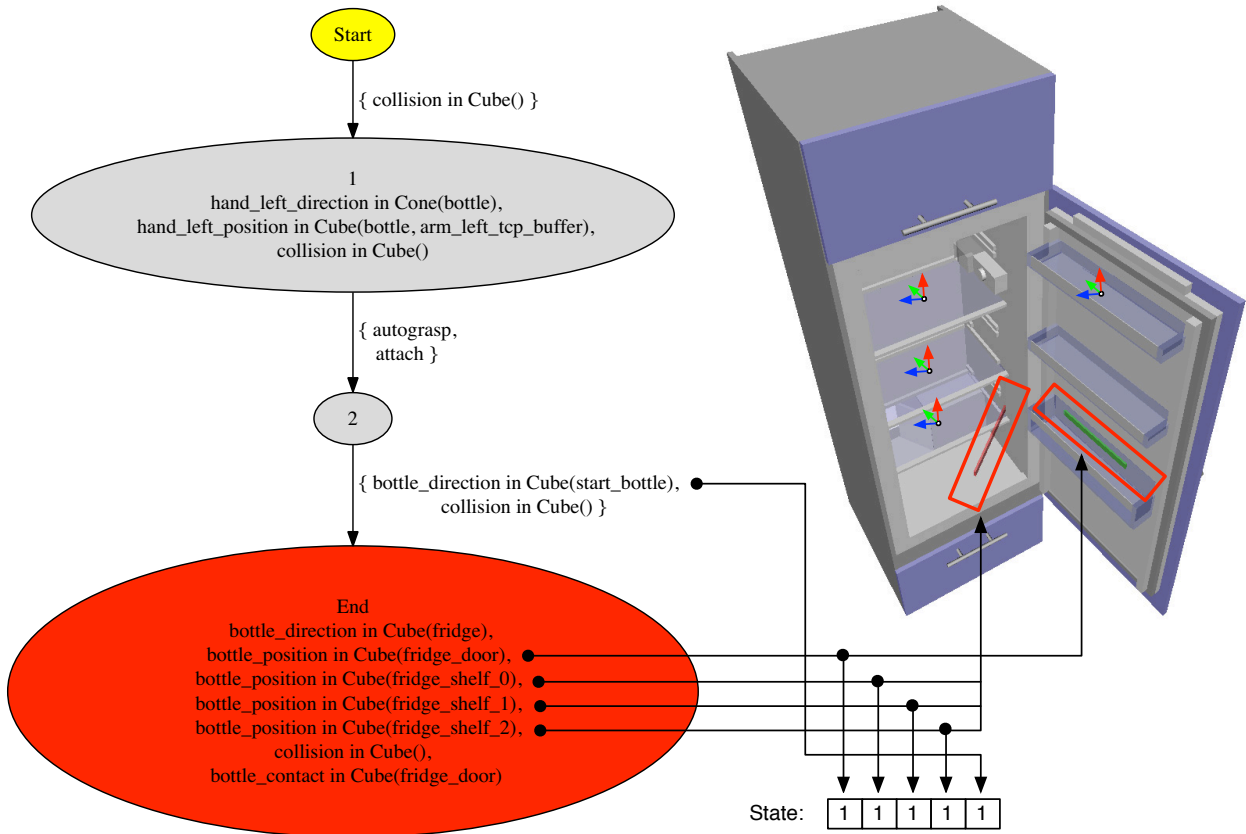 Start
{ collision in Cube() }
1
hand_left_direction in Cone(bottle),
hand_left_position in Cube(bottle, arm_left_tcp_buffer),
collision in Cube()
{ autograsp,
attach }
2
{ bottle_direction in Cube(start_bottle),
collision in Cube() }
End
bottle_direction in Cube(fridge),
bottle_position in Cube(fridge_door),
bottle_position in Cube(fridge_shelf_0),
bottle_position in Cube(fridge_shelf_1),
bottle_position in Cube(fridge_shelf_2),
collision in Cube(),
bottle_contact in Cube(fridge_door)
State: 1 1 1 1 1